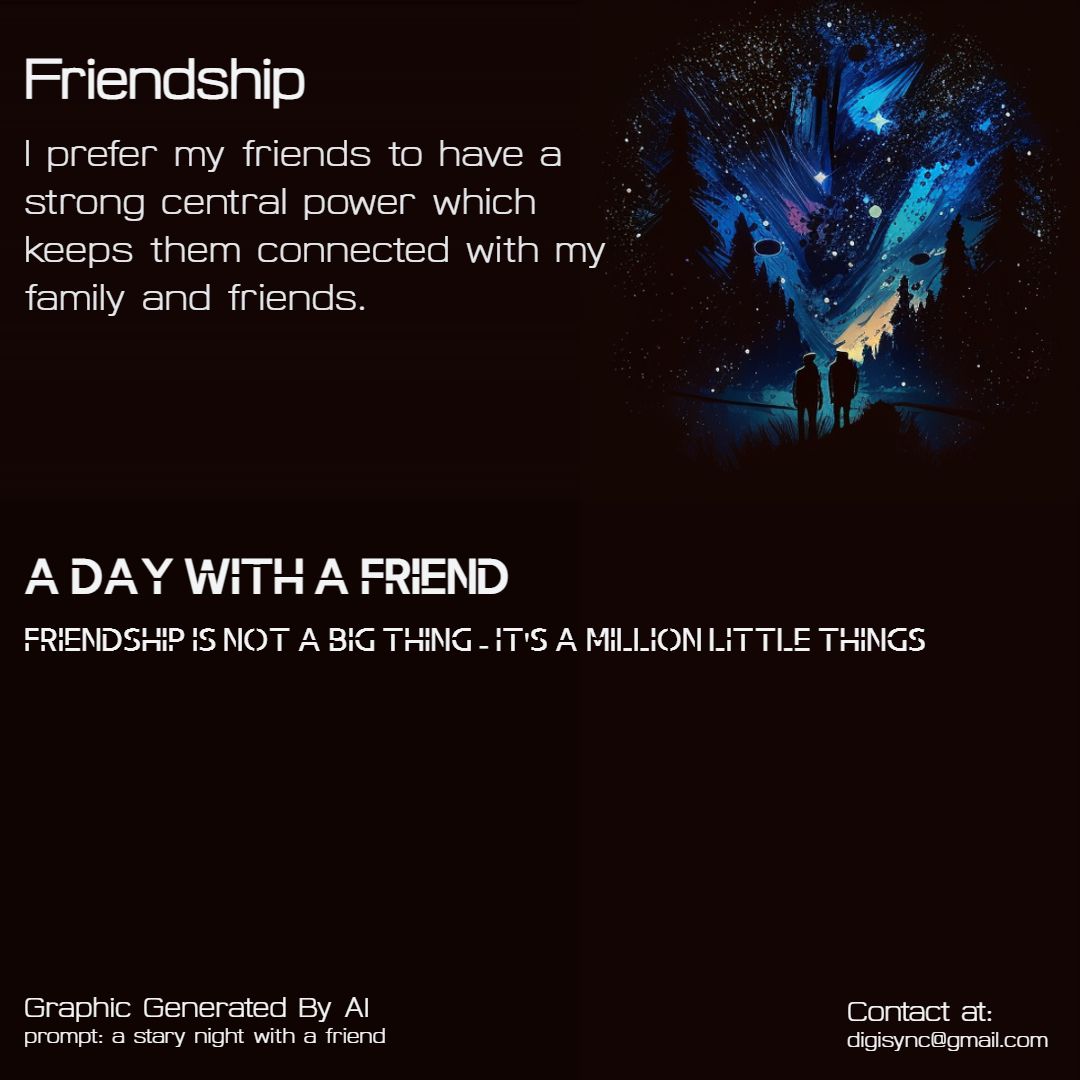 Friendship
I prefer my friends to have a
strong central power which
keeps them connected with my
family and friends.
A DAY WITH A FRIEND
FRIENDSHIP IS NOT A BIG THING - IT'S A MILLION LITTLE THINGS
Graphic Generated By AI
prompt: a stary night with a friend
Contact at:
digisync@gmail.com